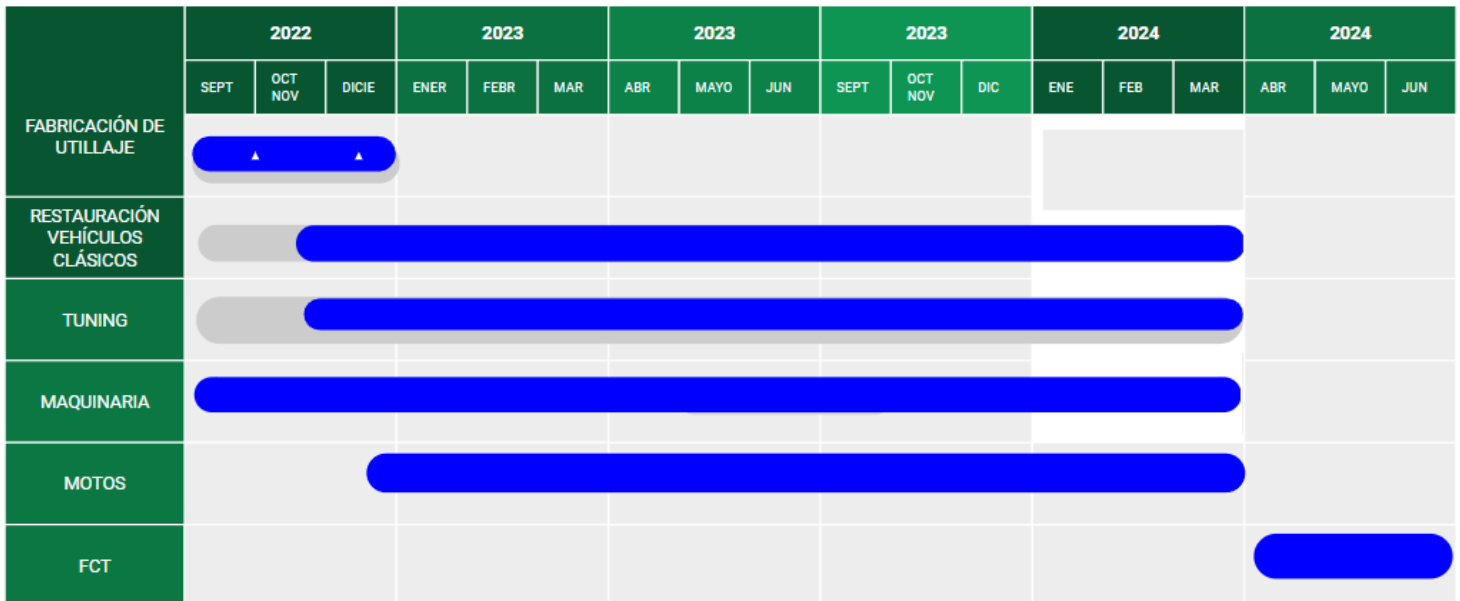 2022 2023 2023 2023 2024 2024
SEPT OCT NOV DICIE ENER FEBR MAR ABR MAYO JUN SEPT OCT NOV DIC ENE FEB MAR ABR MAYO JUN
FABRICACIÓN DE
UTILLAJE
RESTAURACIÓN
VEHÍCULOS
CLÁSICOS
TUNING
MAQUINARIA
MOTOS
FCT